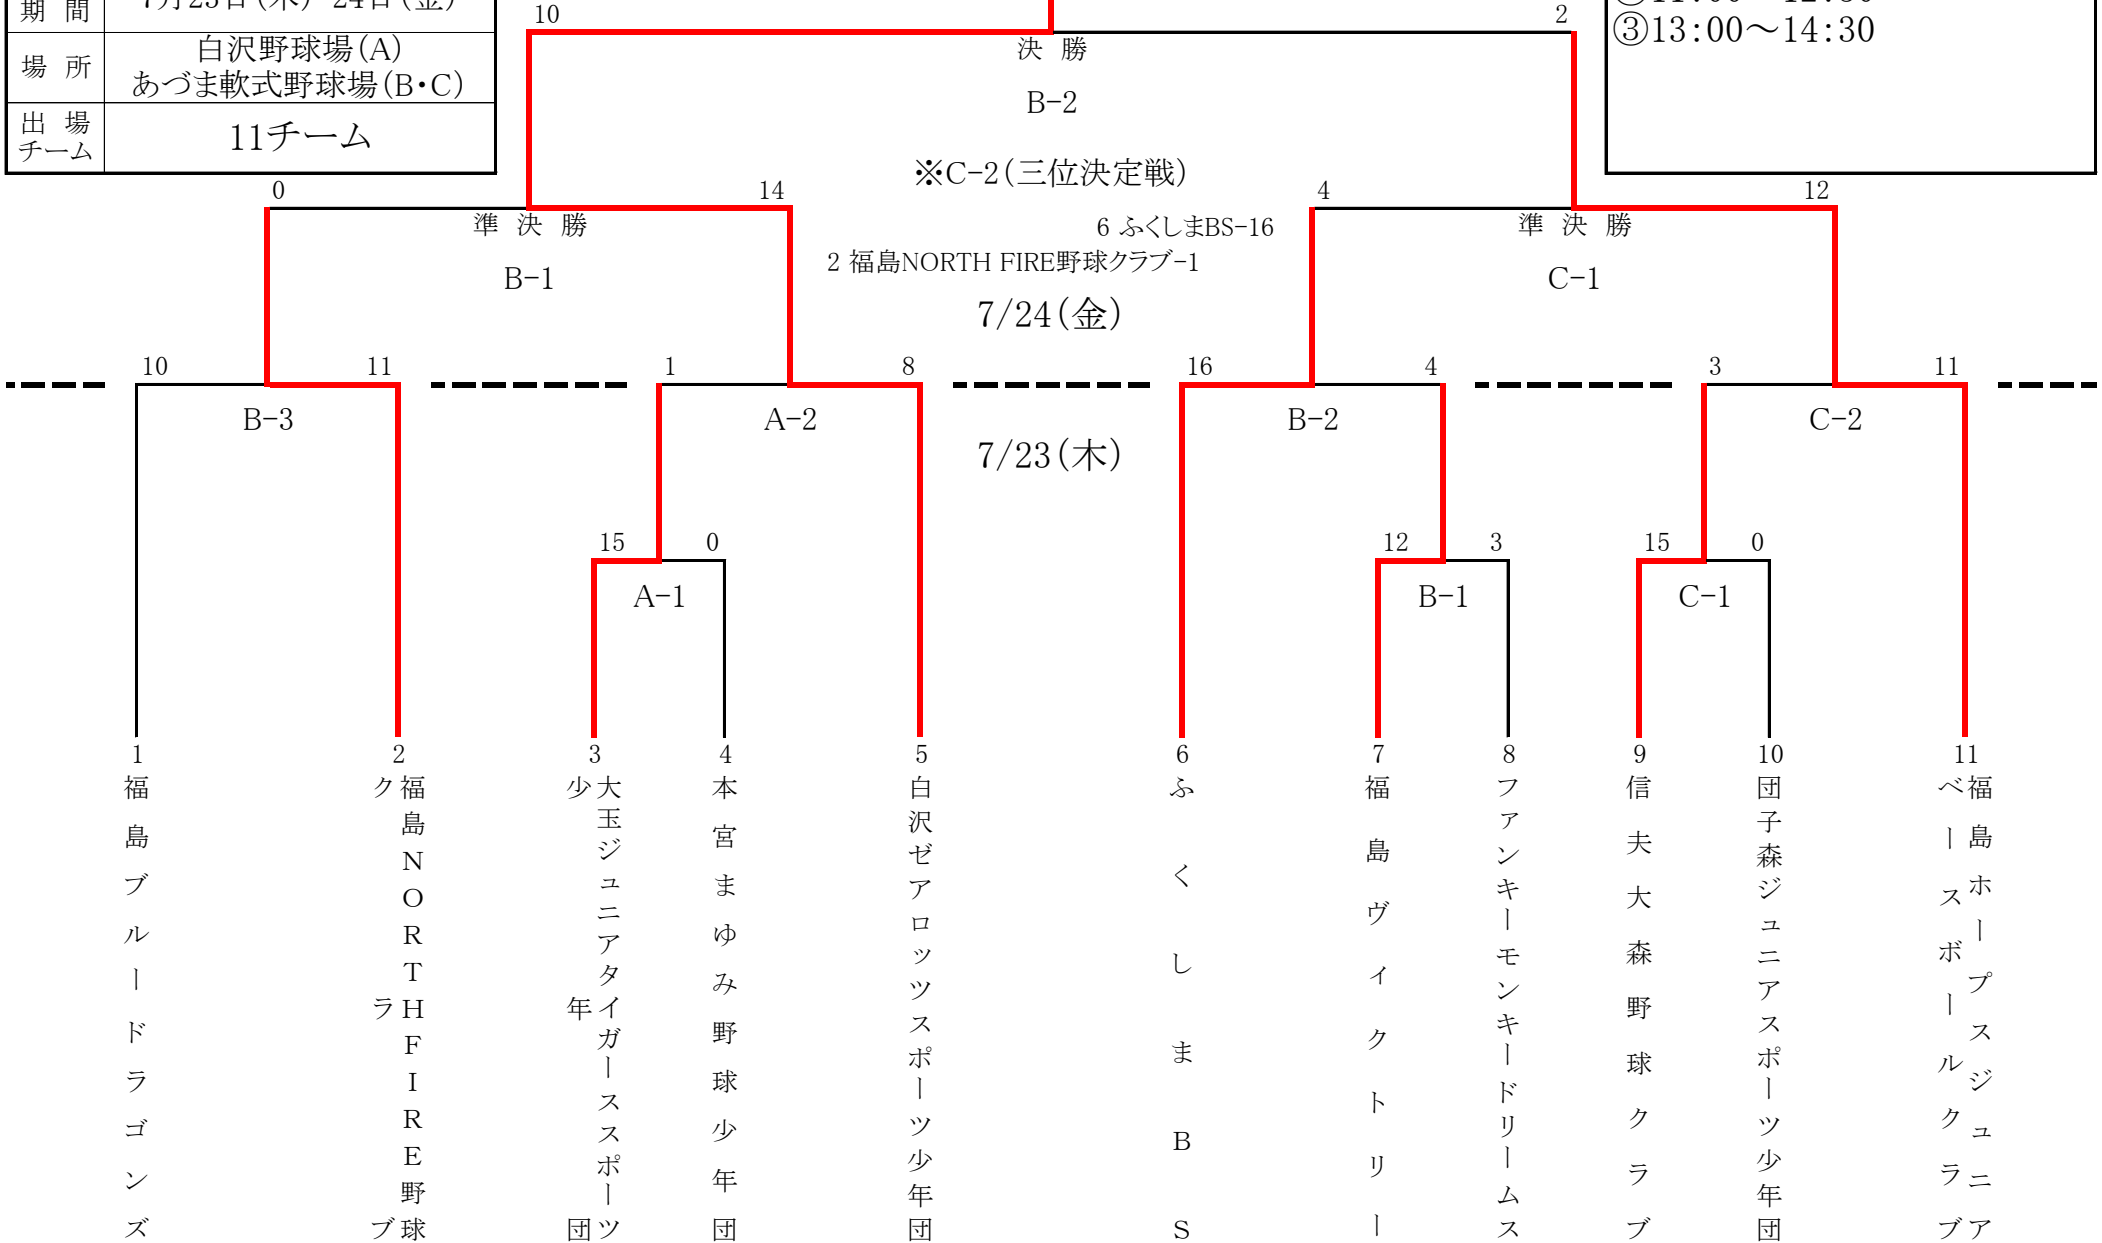 期 間
7月23日(木)・24日(金)
場 所
白沢野球場(A)
あづま軟式野球場(B・C)
出 場
チーム
11チーム
③13:00〜14:30
10
2
決 勝
B-2
※C-2(三位決定戦)
6 ふくしまBS-16
2 福島NORTH FIRE野球クラブ-1
7/24(金)
0
14
準 決 勝
B-1
4
12
準 決 勝
C-1
10
11
B-3
1
8
A-2
16
4
B-2
3
11
C-2
7/23(木)
15
0
A-1
12
3
B-1
15
0
C-1
1
福島ブルードラゴンズ
2
福島NORTHFIRE野球
クラブ
3
大玉ジュニアタイガーススポーツ
少年団
4
本宮まゆみ野球少年団
5
白沢ゼアロッツスポーツ少年団
6
ふくしまBS
7
福島ヴィクトリー
8
ファンキーモンキードリームス
9
信夫大森野球クラブ
10
団子森ジュニアスポーツ少年団
11
福島ホープスジュニア
ベースボールクラブ